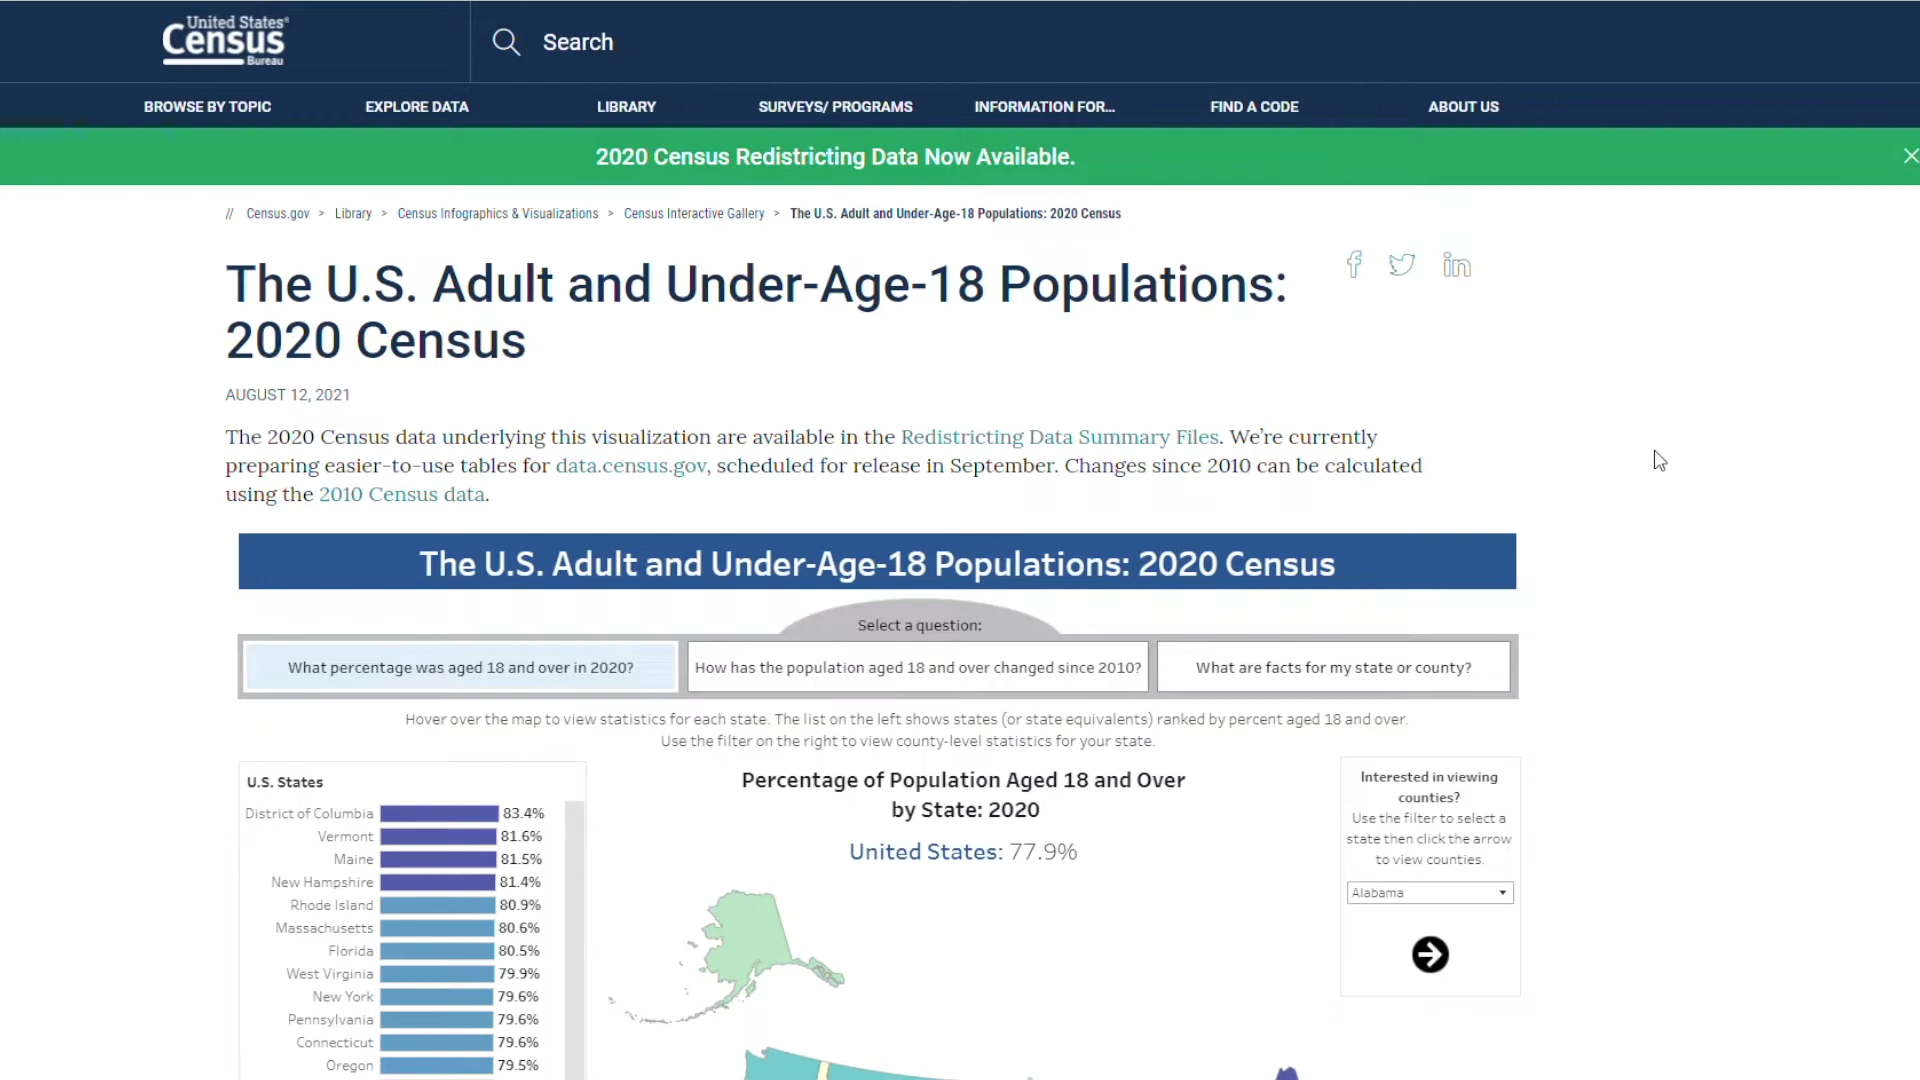 United States®
Census
Bureau
Search
BROWSE BY TOPIC
EXPLORE DATA
LIBRARY
SURVEYS/ PROGRAMS
INFORMATION FOR...
FIND A CODE
ABOUT US
2020 Census Redistricting Data Now Available.
// Census.gov > Library > Census Infographics & Visualizations > Census Interactive Gallery > The U.S. Adult and Under-Age-18 Populations: 2020 Census
The U.S. Adult and Under-Age-18 Populations:
2020 Census
AUGUST 12, 2021
The 2020 Census data underlying this visualization are available in the Redistricting Data Summary Files. We’re currently
preparing easier-to-use tables for data.census.gov, scheduled for release in September. Changes since 2010 can be calculated
using the 2010 Census data.
The U.S. Adult and Under-Age-18 Populations: 2020 Census
Select a question:
What percentage was aged 18 and over in 2020?
How has the population aged 18 and over changed since 2010?
What are facts for my state or county?
Hover over the map to view statistics for each state. The list on the left shows states (or state equivalents) ranked by percent aged 18 and over.
Use the filter on the right to view county-level statistics for your state.
U.S. States
District of Columbia 83.4%
Vermont 81.6%
Maine 81.5%
New Hampshire 81.4%
Rhode Island 80.9%
Massachusetts 80.6%
Florida 80.5%
West Virginia 79.9%
New York 79.6%
Pennsylvania 79.6%
Connecticut 79.6%
Oregon 79.5%
Percentage of Population Aged 18 and Over
by State: 2020
United States: 77.9%
Interested in viewing
counties?
Use the filter to select a
state then click the arrow
to view counties.
Alabama